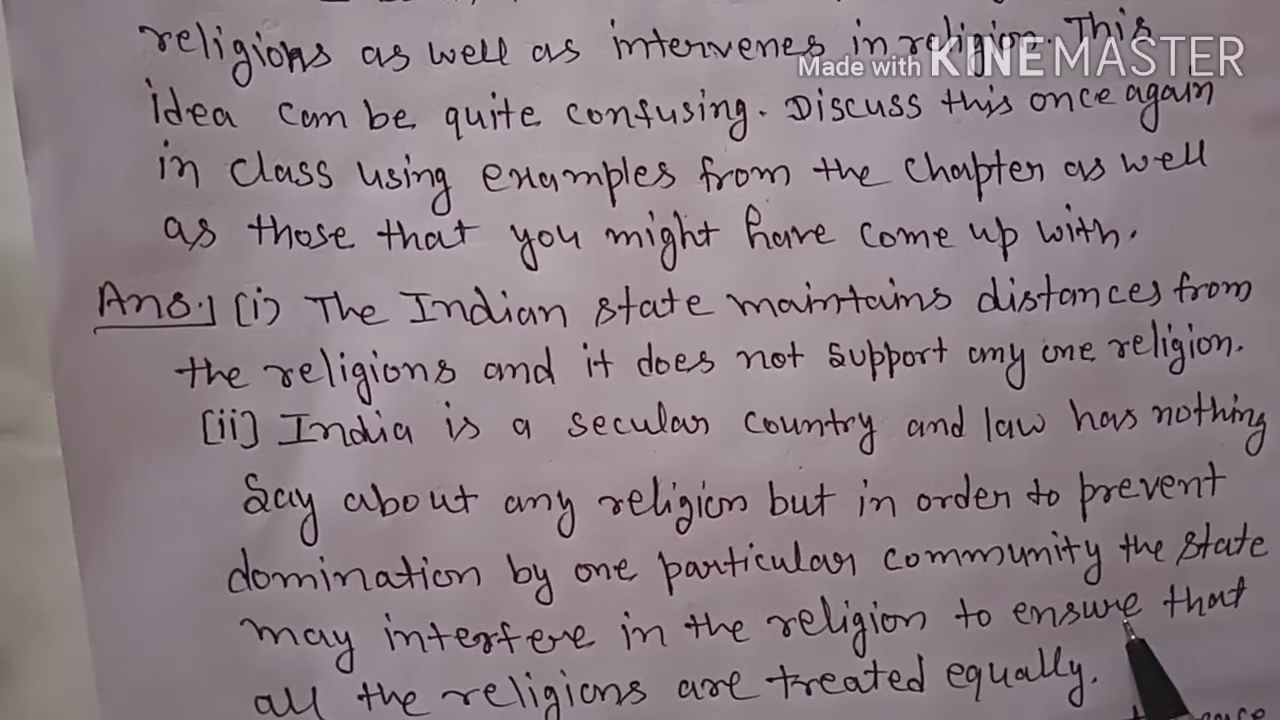 religions as well as intervenes in religion. This
Made with KINEMASTER
idea can be quite confusing. Discuss this once again
in class using examples from the chapter as well
as those that you might have come up with.
Ans.] (i) The Indian state maintains distances from
the religions and it does not support any one religion.
[ii] India is a secular country and law has nothing
Say about any religion but in order to prevent
domination by one particular community the state
may interfere in the religion to ensure that
all the religions are treated equally.